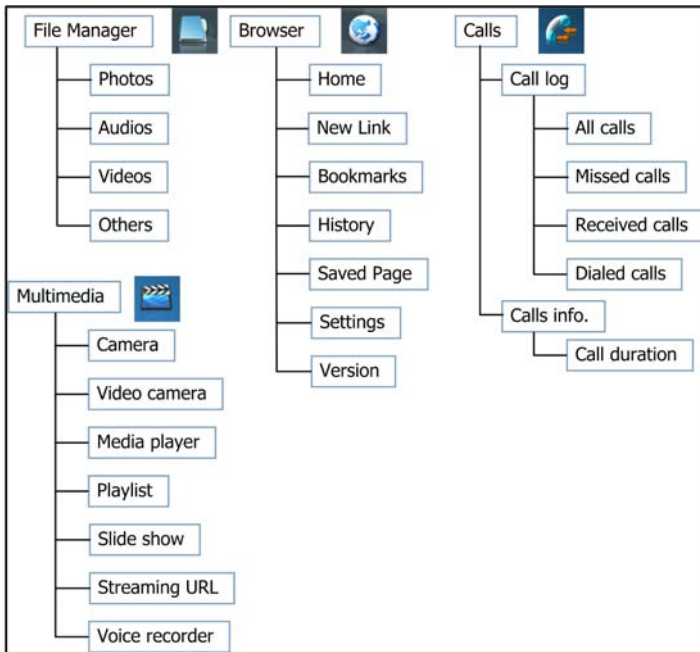 File Manager
Photos
Audios
Videos
Others
Multimedia
Camera
Video camera
Media player
Playlist
Slide show
Streaming URL
Voice recorder
Browser
Home
New Link
Bookmarks
History
Saved Page
Settings
Version
Calls
Call log
All calls
Missed calls
Received calls
Dialed calls
Calls info.
Call duration